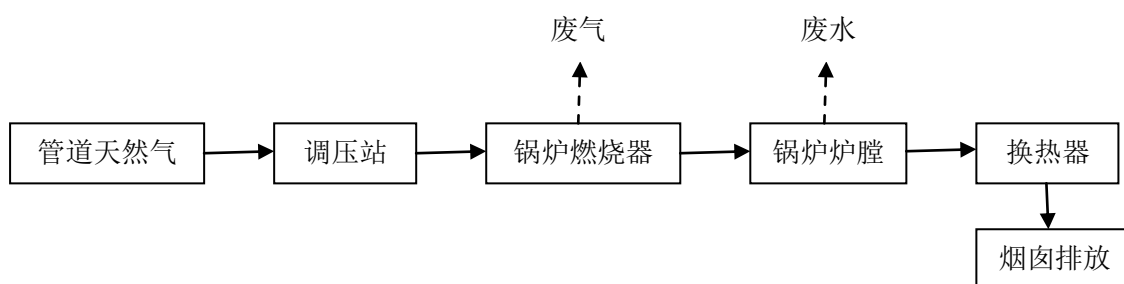 废气
废水
管道天然气
调压站
锅炉燃烧器
锅炉炉膛
换热器
烟囱排放